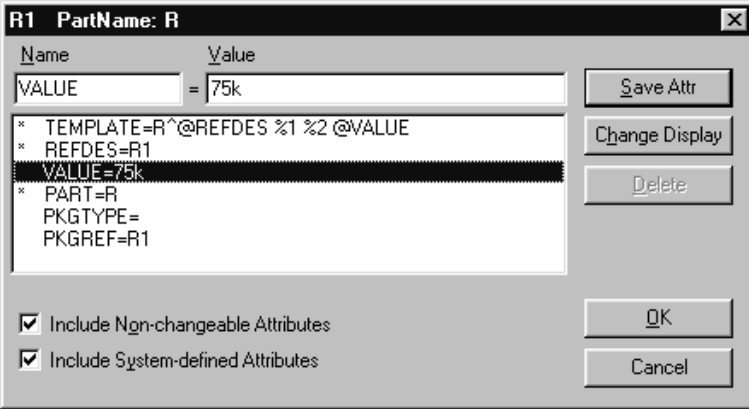 R1 PartName: R
Name Value
VALUE = 75k
Save Attr
* TEMPLATE=R^@REFDES %1 %2 @VALUE
* REFDES=R1
VALUE=75k
* PART=R
PKGTYPE=
PKGREF=R1
Change Display
Delete
Include Non-changeable Attributes
Include System-defined Attributes
OK
Cancel